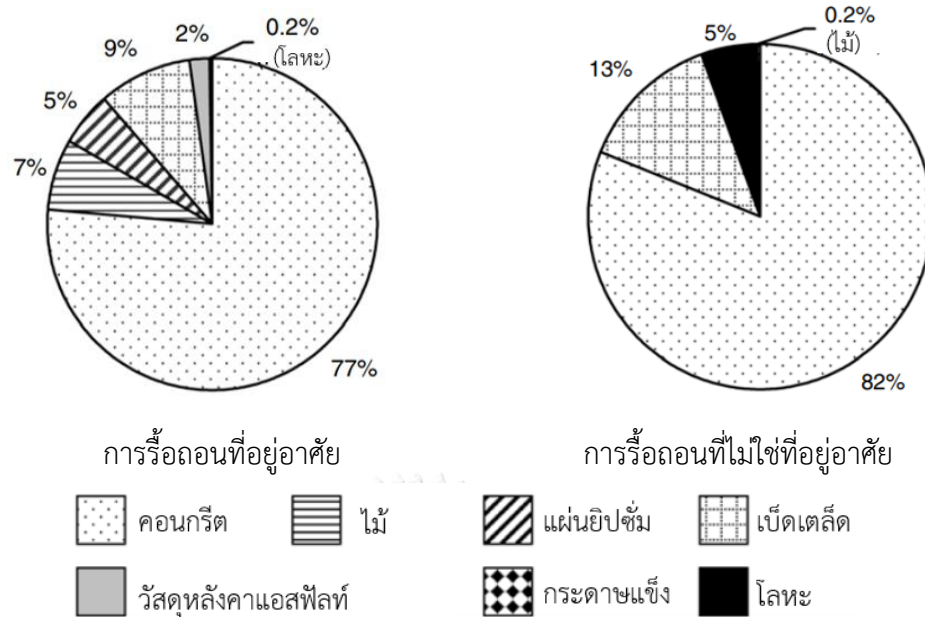 2%
0.2%
(โลหะ)
9%
5%
7%
77%
5%
0.2%
(ไม้)
13%
82%
การรื้อถอนที่อยู่อาศัย
การรื้อถอนที่ไม่ใช่ที่อยู่อาศัย
คอนกรีต
ไม้
แผ่นยิปซั่ม
เบ็ดเตล็ด
วัสดุหลังคาแอสฟัลท์
กระดาษแข็ง
โลหะ